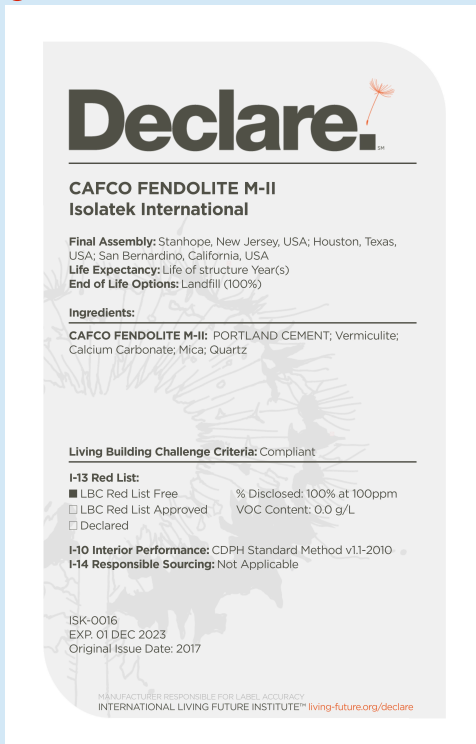 Declare.
SM
CAFCO FENDOLITE M-II
Isolatek International
Final Assembly: Stanhope, New Jersey, USA; Houston, Texas,
USA; San Bernardino, California, USA
Life Expectancy: Life of structure Year(s)
End of Life Options: Landfill (100%)
Ingredients:
CAFCO FENDOLITE M-II: PORTLAND CEMENT; Vermiculite;
Calcium Carbonate; Mica; Quartz
Living Building Challenge Criteria: Compliant
I-13 Red List:
■ LBC Red List Free % Disclosed: 100% at 100ppm
□ LBC Red List Approved VOC Content: 0.0 g/L
□ Declared
I-10 Interior Performance: CDPH Standard Method v1.1-2010
I-14 Responsible Sourcing: Not Applicable
ISK-0016
EXP. 01 DEC 2023
Original Issue Date: 2017
MANUFACTURER RESPONSIBLE FOR LABEL ACCURACY
INTERNATIONAL LIVING FUTURE INSTITUTE™ living-future.org/declare